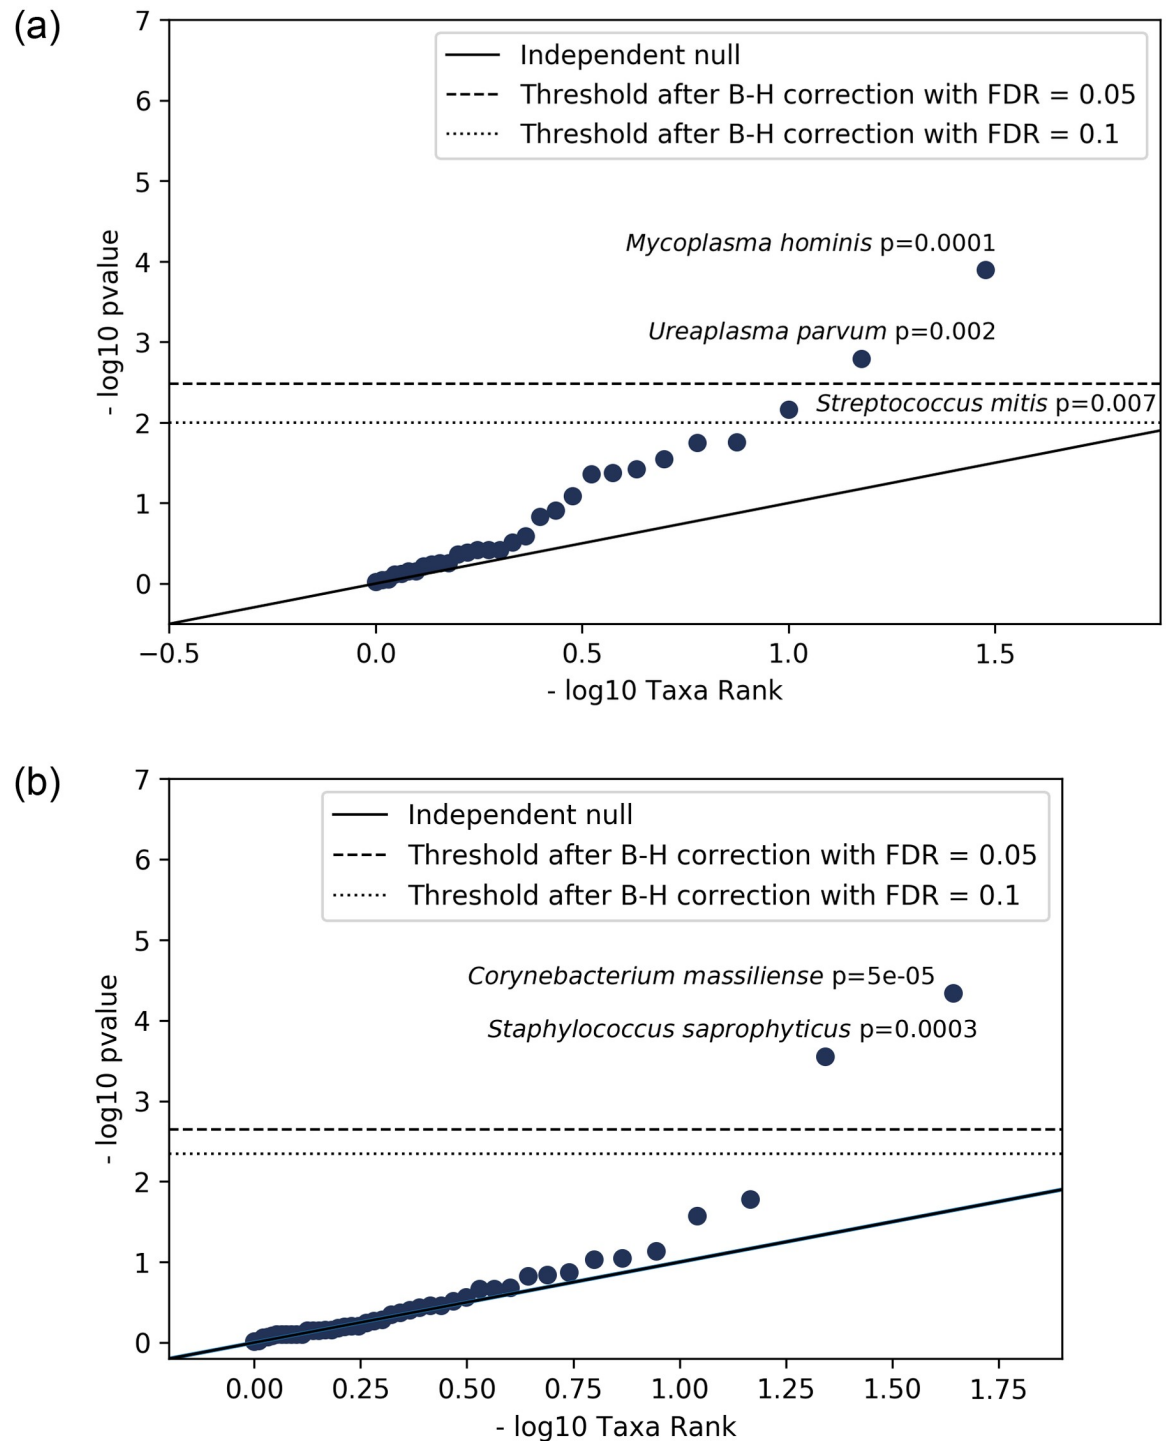 (a)
7
6
5
4
3
2
1
0
- log10 pvalue
Independent null
Threshold after B-H correction with FDR = 0.05
Threshold after B-H correction with FDR = 0.1
Mycoplasma hominis p=0.0001
Ureaplasma parvum p=0.002
Streptococcus mitis p=0.007
−0.5 0.0 0.5 1.0 1.5
- log10 Taxa Rank
(b)
7
6
5
4
3
2
1
0
- log10 pvalue
Independent null
Threshold after B-H correction with FDR = 0.05
Threshold after B-H correction with FDR = 0.1
Corynebacterium massiliense p=5e-05
Staphylococcus saprophyticus p=0.0003
0.00 0.25 0.50 0.75 1.00 1.25 1.50 1.75
- log10 Taxa Rank